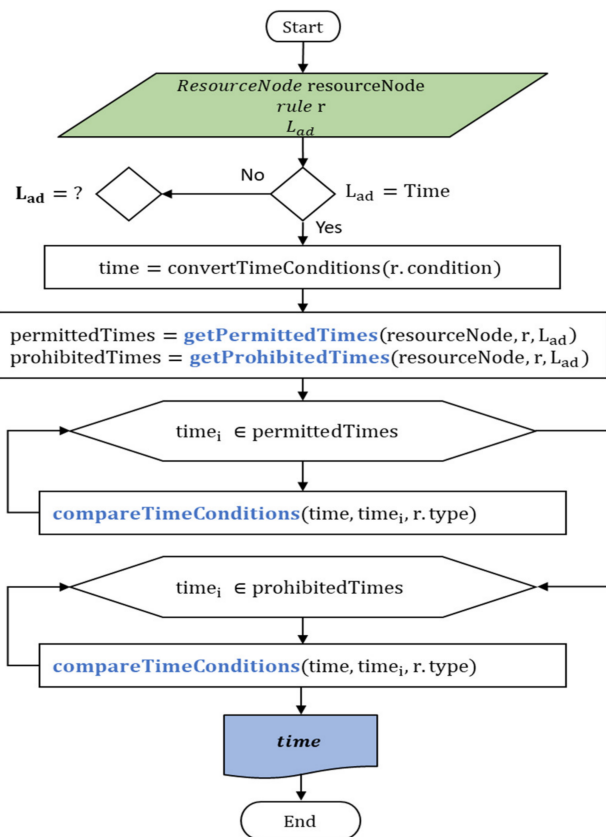 Start
ResourceNode resourceNode
rule r
L_ad
No
L_ad = ?
L_ad = Time
Yes
time = convertTimeConditions(r. condition)
permittedTimes = getPermittedTimes(resourceNode, r, L_ad)
prohibitedTimes = getProhibitedTimes(resourceNode, r, L_ad)
time_i ∈ permittedTimes
compareTimeConditions(time, time_i, r. type)
time_i ∈ prohibitedTimes
compareTimeConditions(time, time_i, r. type)
time
End